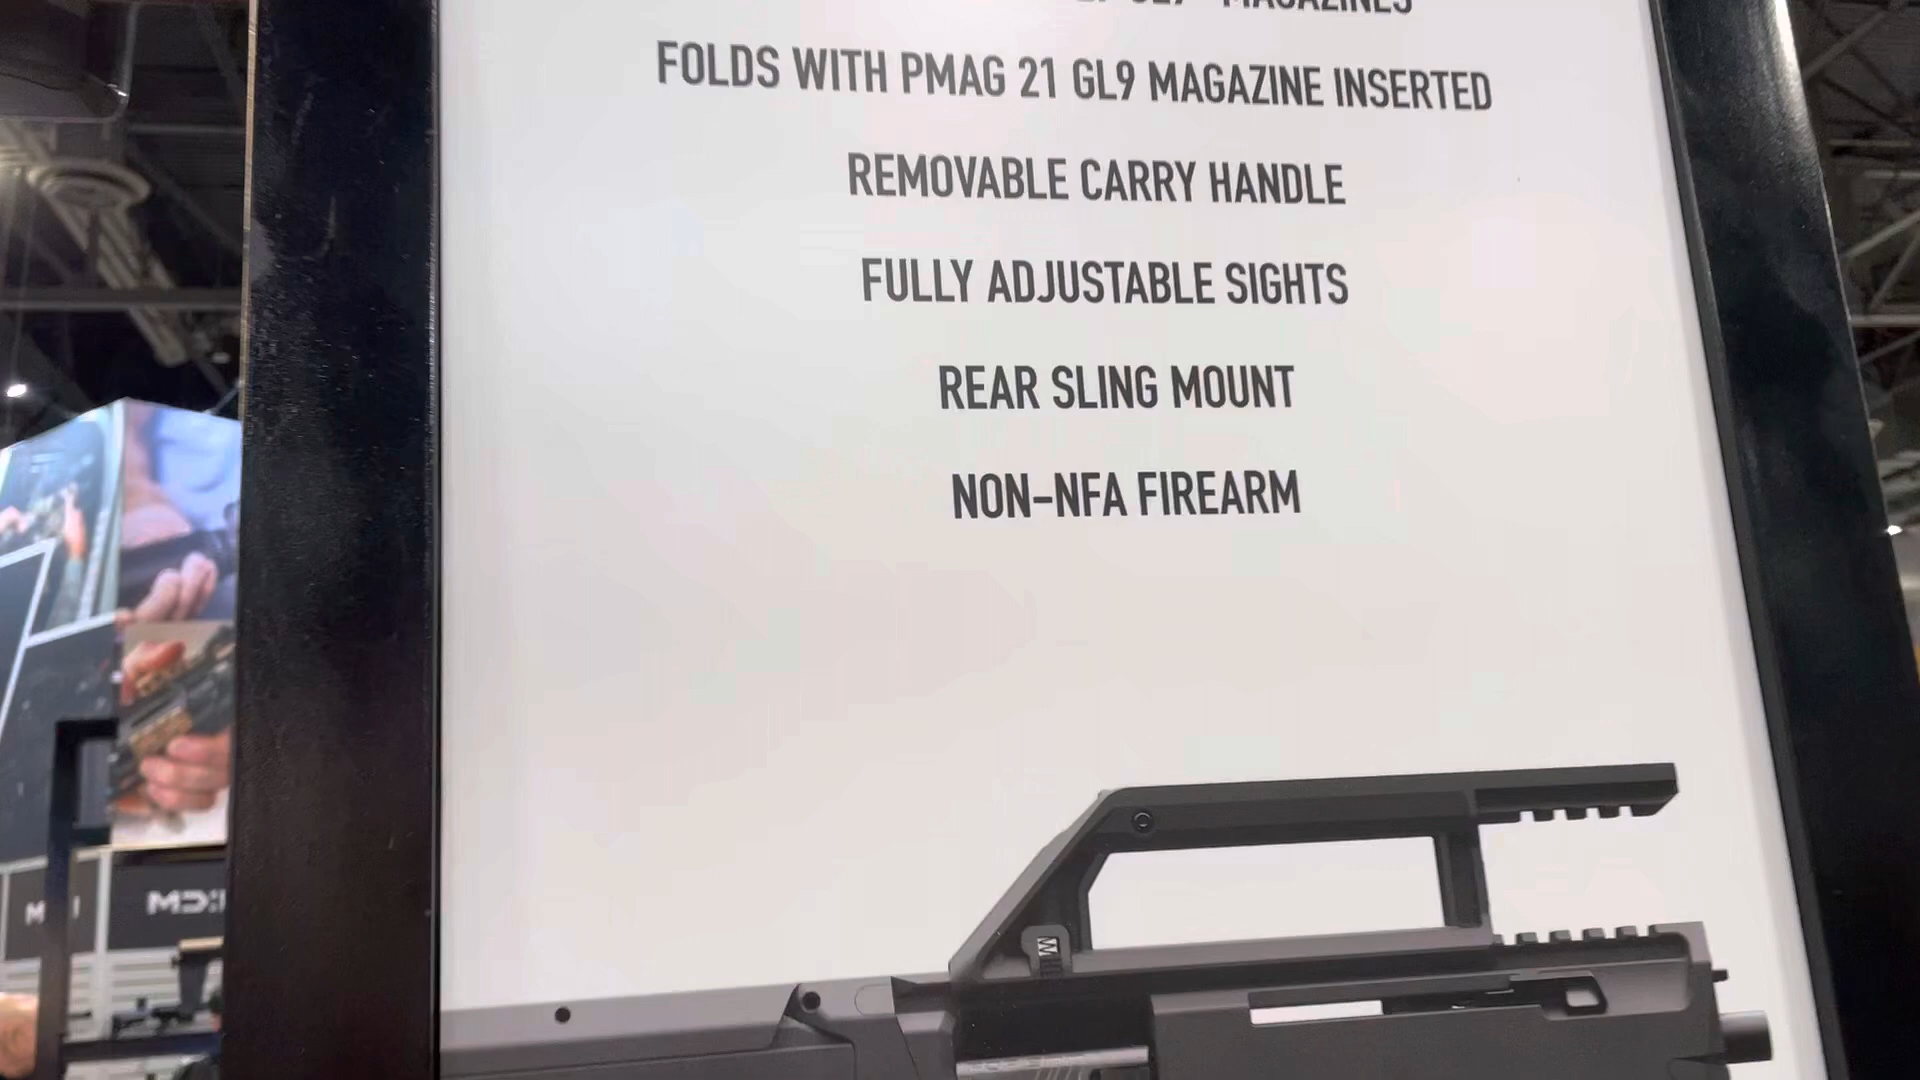 MAGAZINES
FOLDS WITH PMAG 21 GL9 MAGAZINE INSERTED
REMOVABLE CARRY HANDLE
FULLY ADJUSTABLE SIGHTS
REAR SLING MOUNT
NON-NFA FIREARM